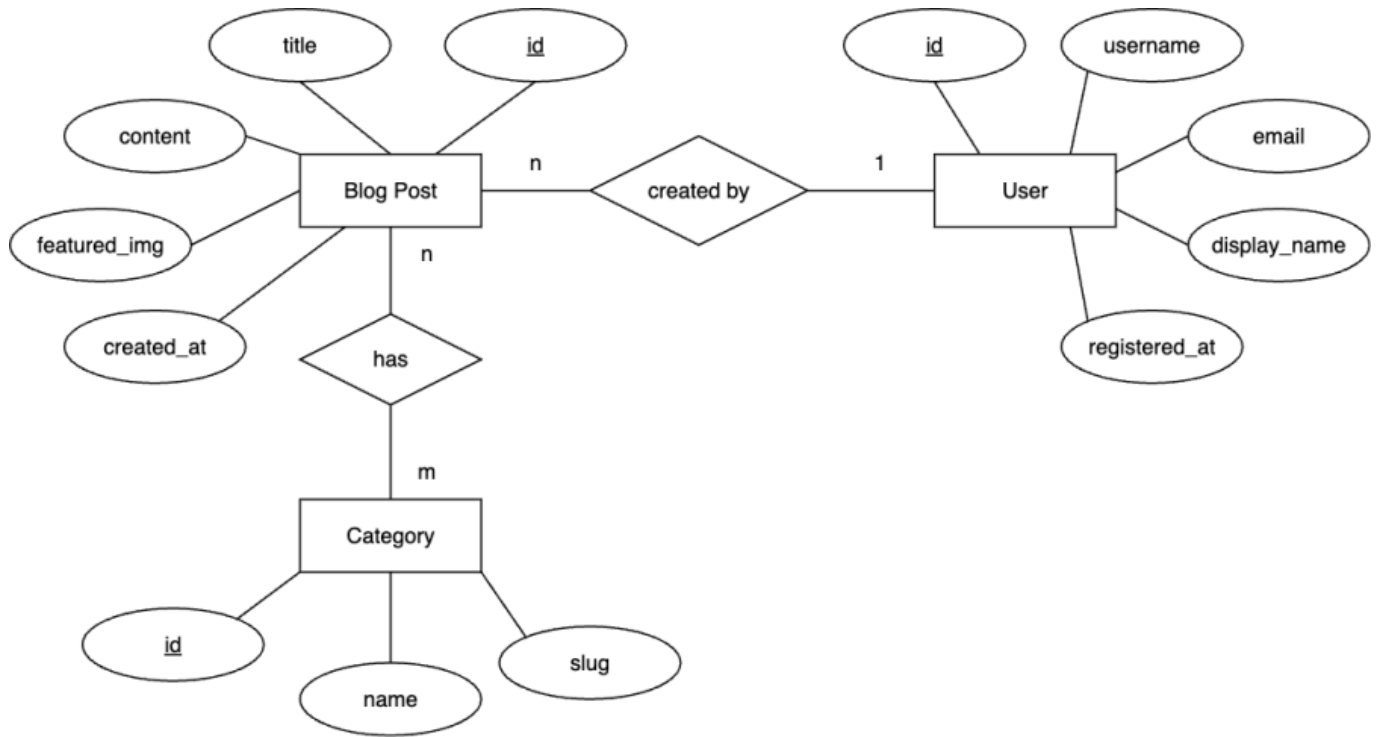 title
id
id
username
content
email
Blog Post
n
created by
1
User
featured_img
display_name
n
created_at
has
registered_at
m
Category
id
name
slug